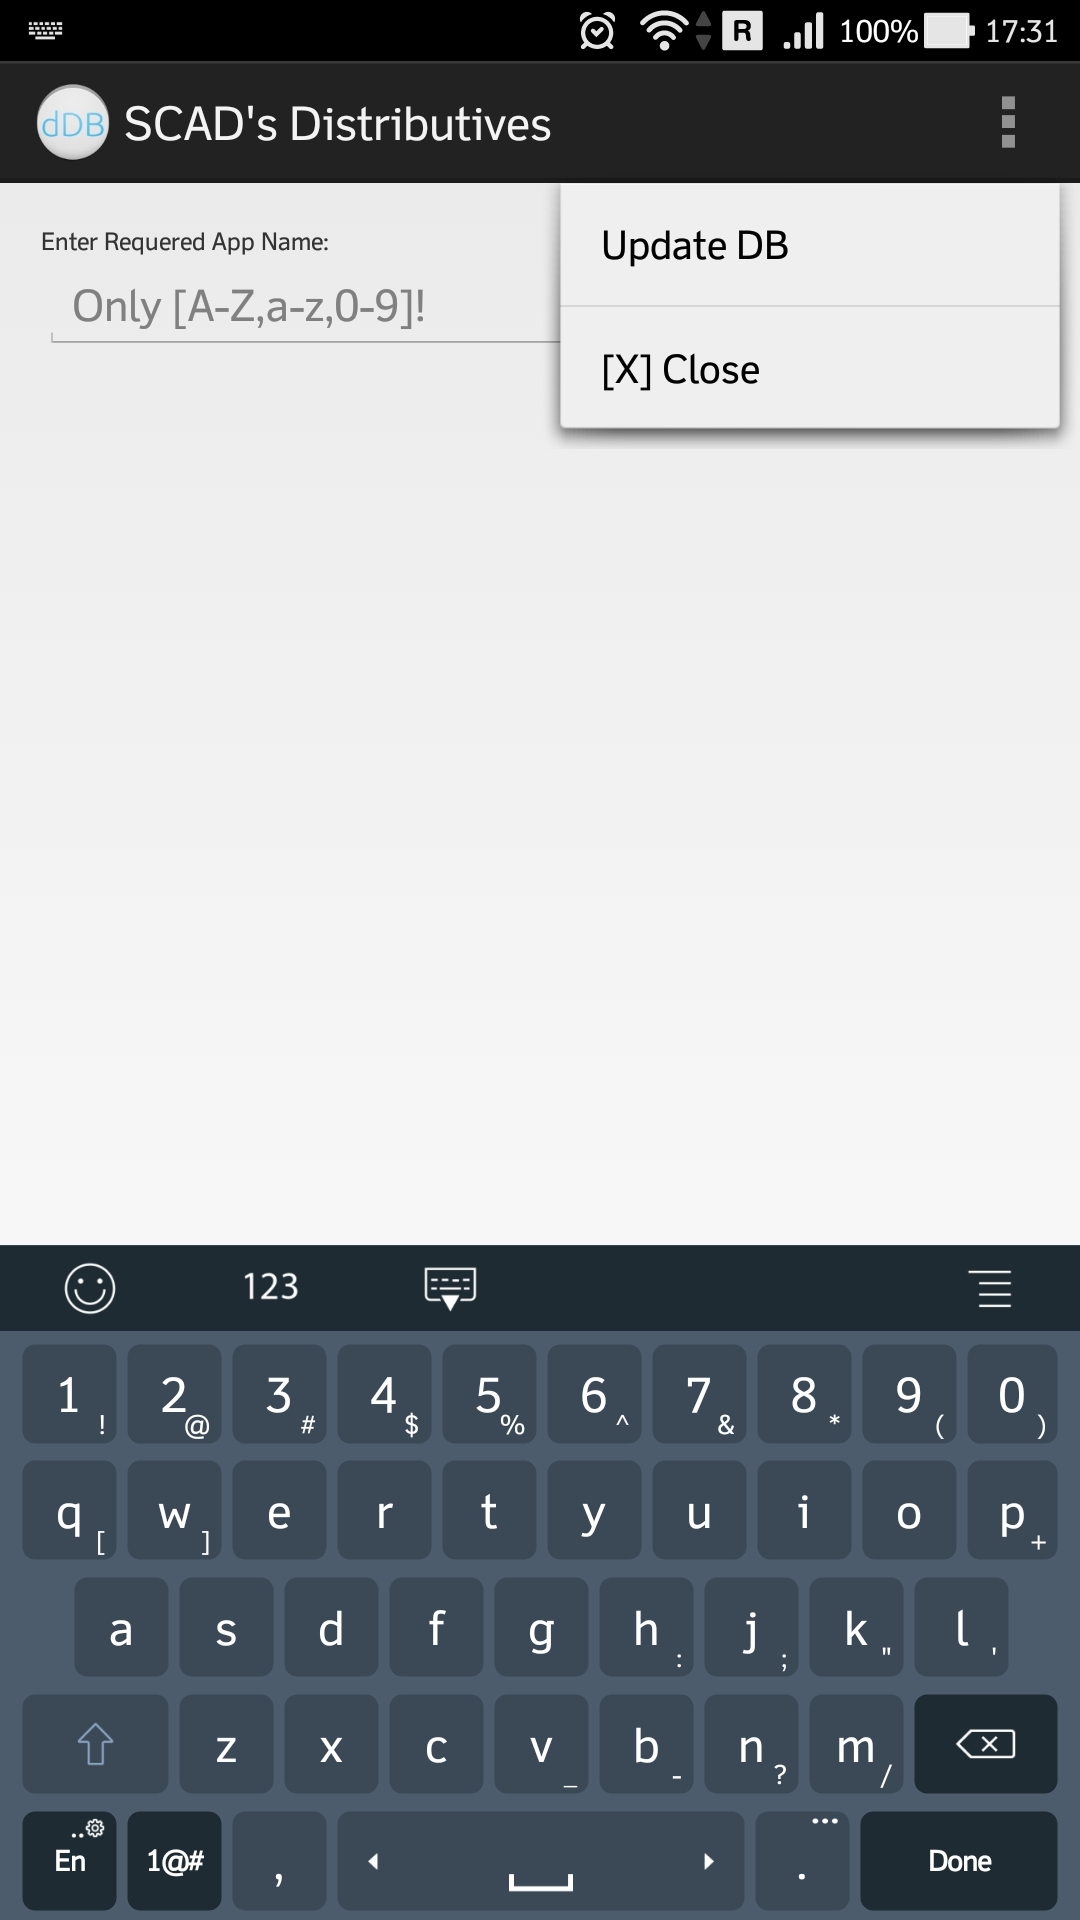 R 100% 17:31
dDB SCAD's Distributives
Enter Requered App Name:
Only [A-Z,a-z,0-9]!
Update DB
[X] Close
123
1 ! 2 @ 3 # 4 $ 5 % 6 ^ 7 & 8 * 9 ( 0 )
q [ w ] e r t y u i o p +
a s d f g h : j ; k " l '
z x c v _ b - n ? m /
En 1@# , . Done